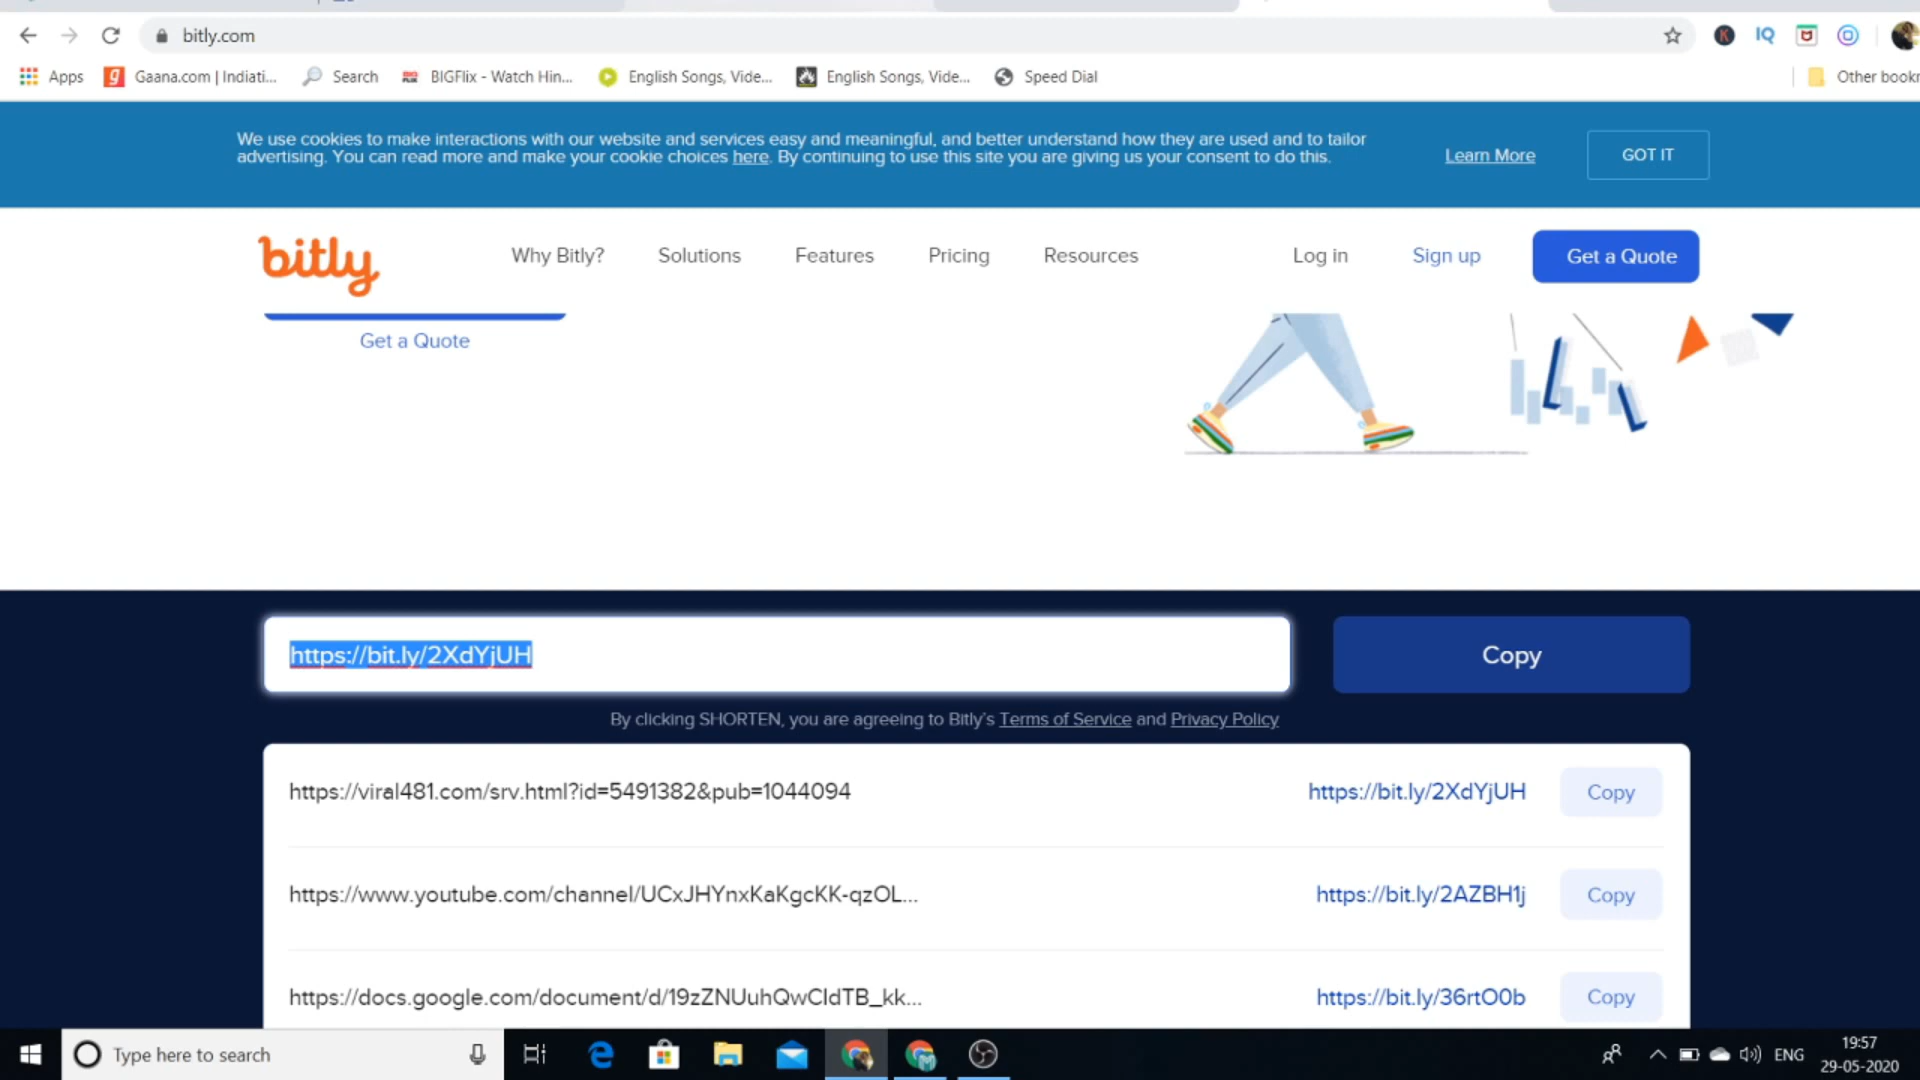 bitly.com
Apps
Gaana.com | Indiati...
Search
BIGFlix - Watch Hin...
English Songs, Vide...
English Songs, Vide...
Speed Dial
Other bookr
We use cookies to make interactions with our website and services easy and meaningful, and better understand how they are used and to tailor
advertising. You can read more and make your cookie choices here. By continuing to use this site you are giving us your consent to do this.
Learn More
GOT IT
bitly
Why Bitly?
Solutions
Features
Pricing
Resources
Log in
Sign up
Get a Quote
Get a Quote
https://bit.ly/2XdYjUH
Copy
By clicking SHORTEN, you are agreeing to Bitly's Terms of Service and Privacy Policy
https://viral481.com/srv.html?id=5491382&pub=1044094
https://bit.ly/2XdYjUH
Copy
https://www.youtube.com/channel/UCxJHYnxKaKgcKK-qzOL...
https://bit.ly/2AZBH1j
Copy
https://docs.google.com/document/d/19zZNUuhQwCIdTB_kk...
https://bit.ly/36rtO0b
Copy
Type here to search
ENG
19:57
29-05-2020